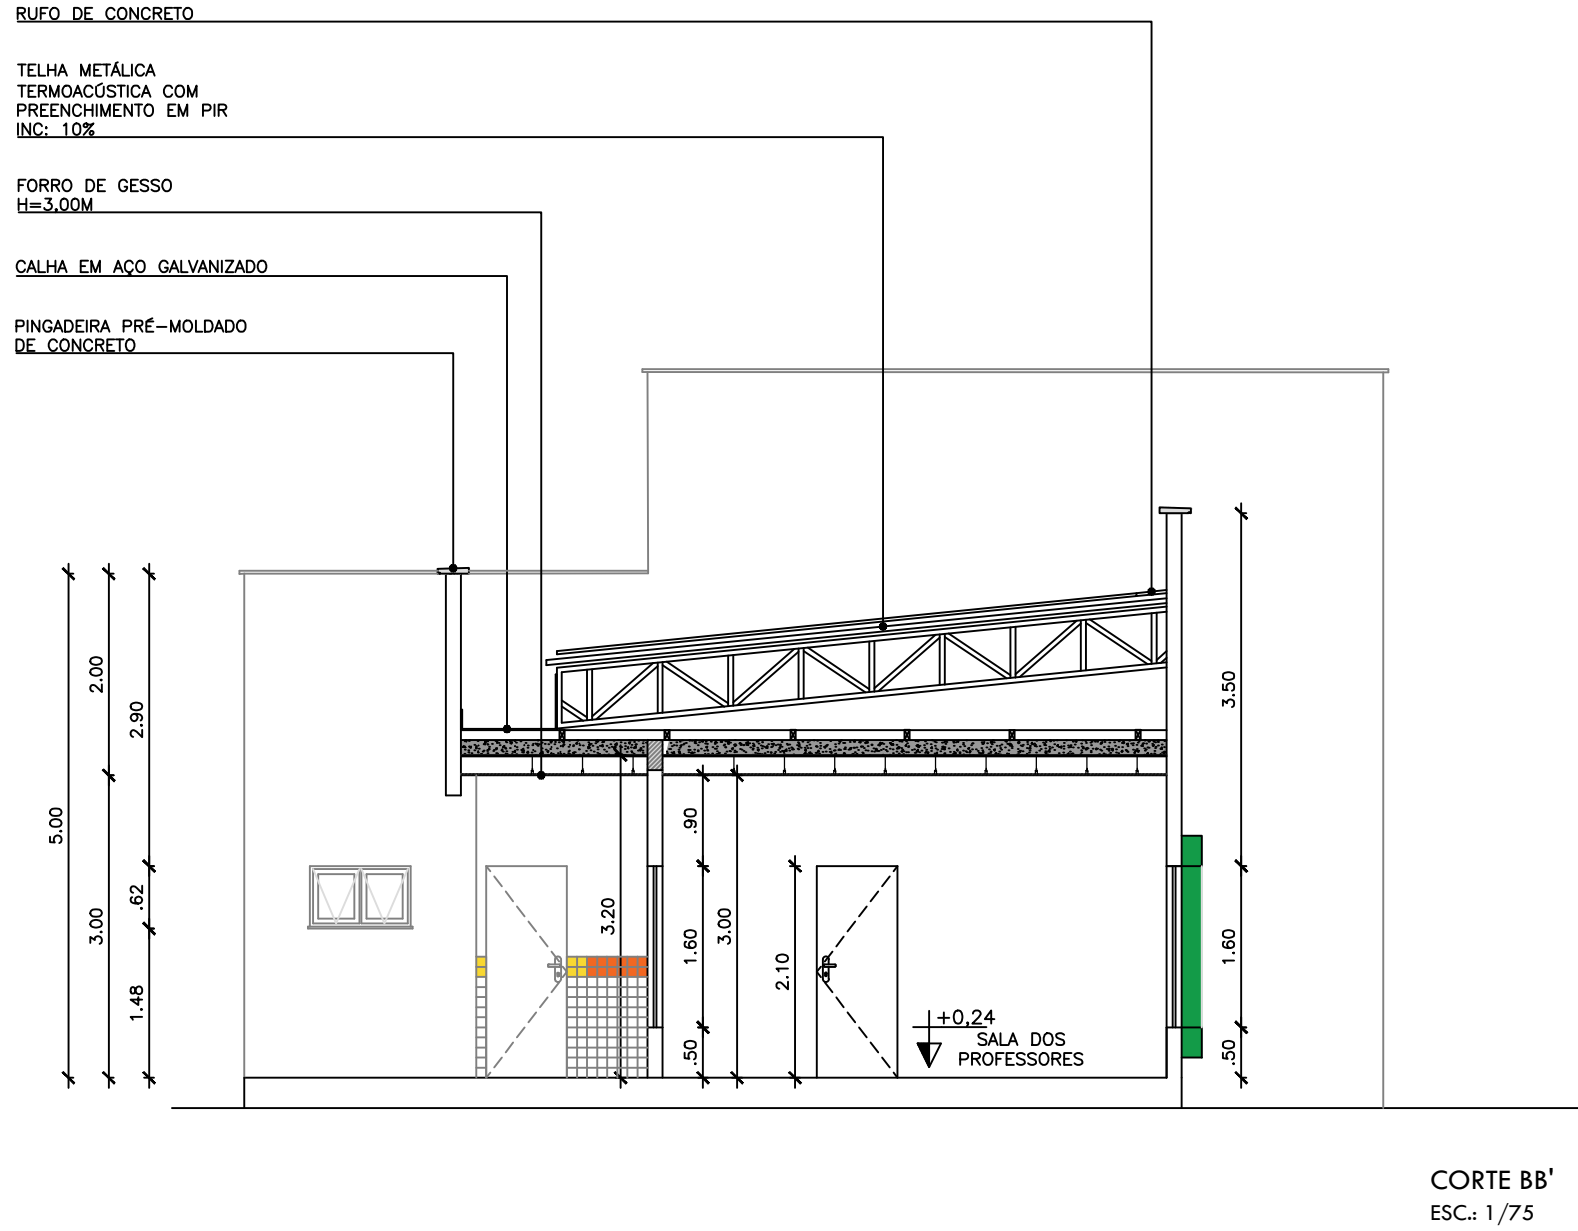 RUFO DE CONCRETO
TELHA METÁLICA
TERMOACÚSTICA COM
PREENCHIMENTO EM PIR
INC: 10%
FORRO DE GESSO
H=3,00M
CALHA EM AÇO GALVANIZADO
PINGADEIRA PRÉ-MOLDADO
DE CONCRETO
5.00
2.00
3.00
2.90
.62
1.48
3.20
.90
1.60
.50
3.00
2.10
+0,24
SALA DOS
PROFESSORES
3.50
1.60
.50
CORTE BB'
ESC.: 1/75